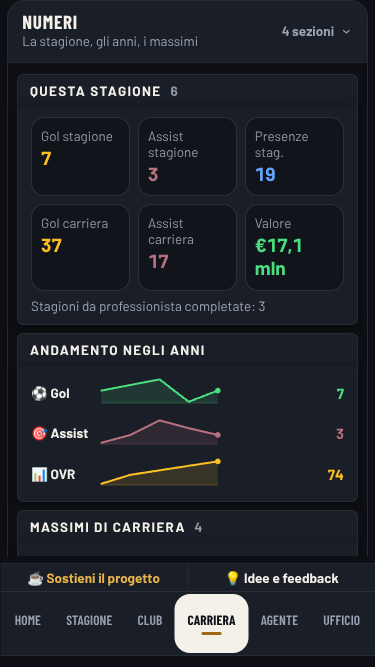 NUMERI
La stagione, gli anni, i massimi
4 sezioni
QUESTA STAGIONE 6
Gol stagione
7
Assist
stagione
3
Presenze
stag.
19
Gol carriera
37
Assist
carriera
17
Valore
€17,1
mln
Stagioni da professionista completate: 3
ANDAMENTO NEGLI ANNI
⚽ Gol 7
🎯 Assist 3
📊 OVR 74
MASSIMI DI CARRIERA 4
☕ Sostieni il progetto
💡 Idee e feedback
HOME STAGIONE CLUB CARRIERA AGENTE UFFICIO